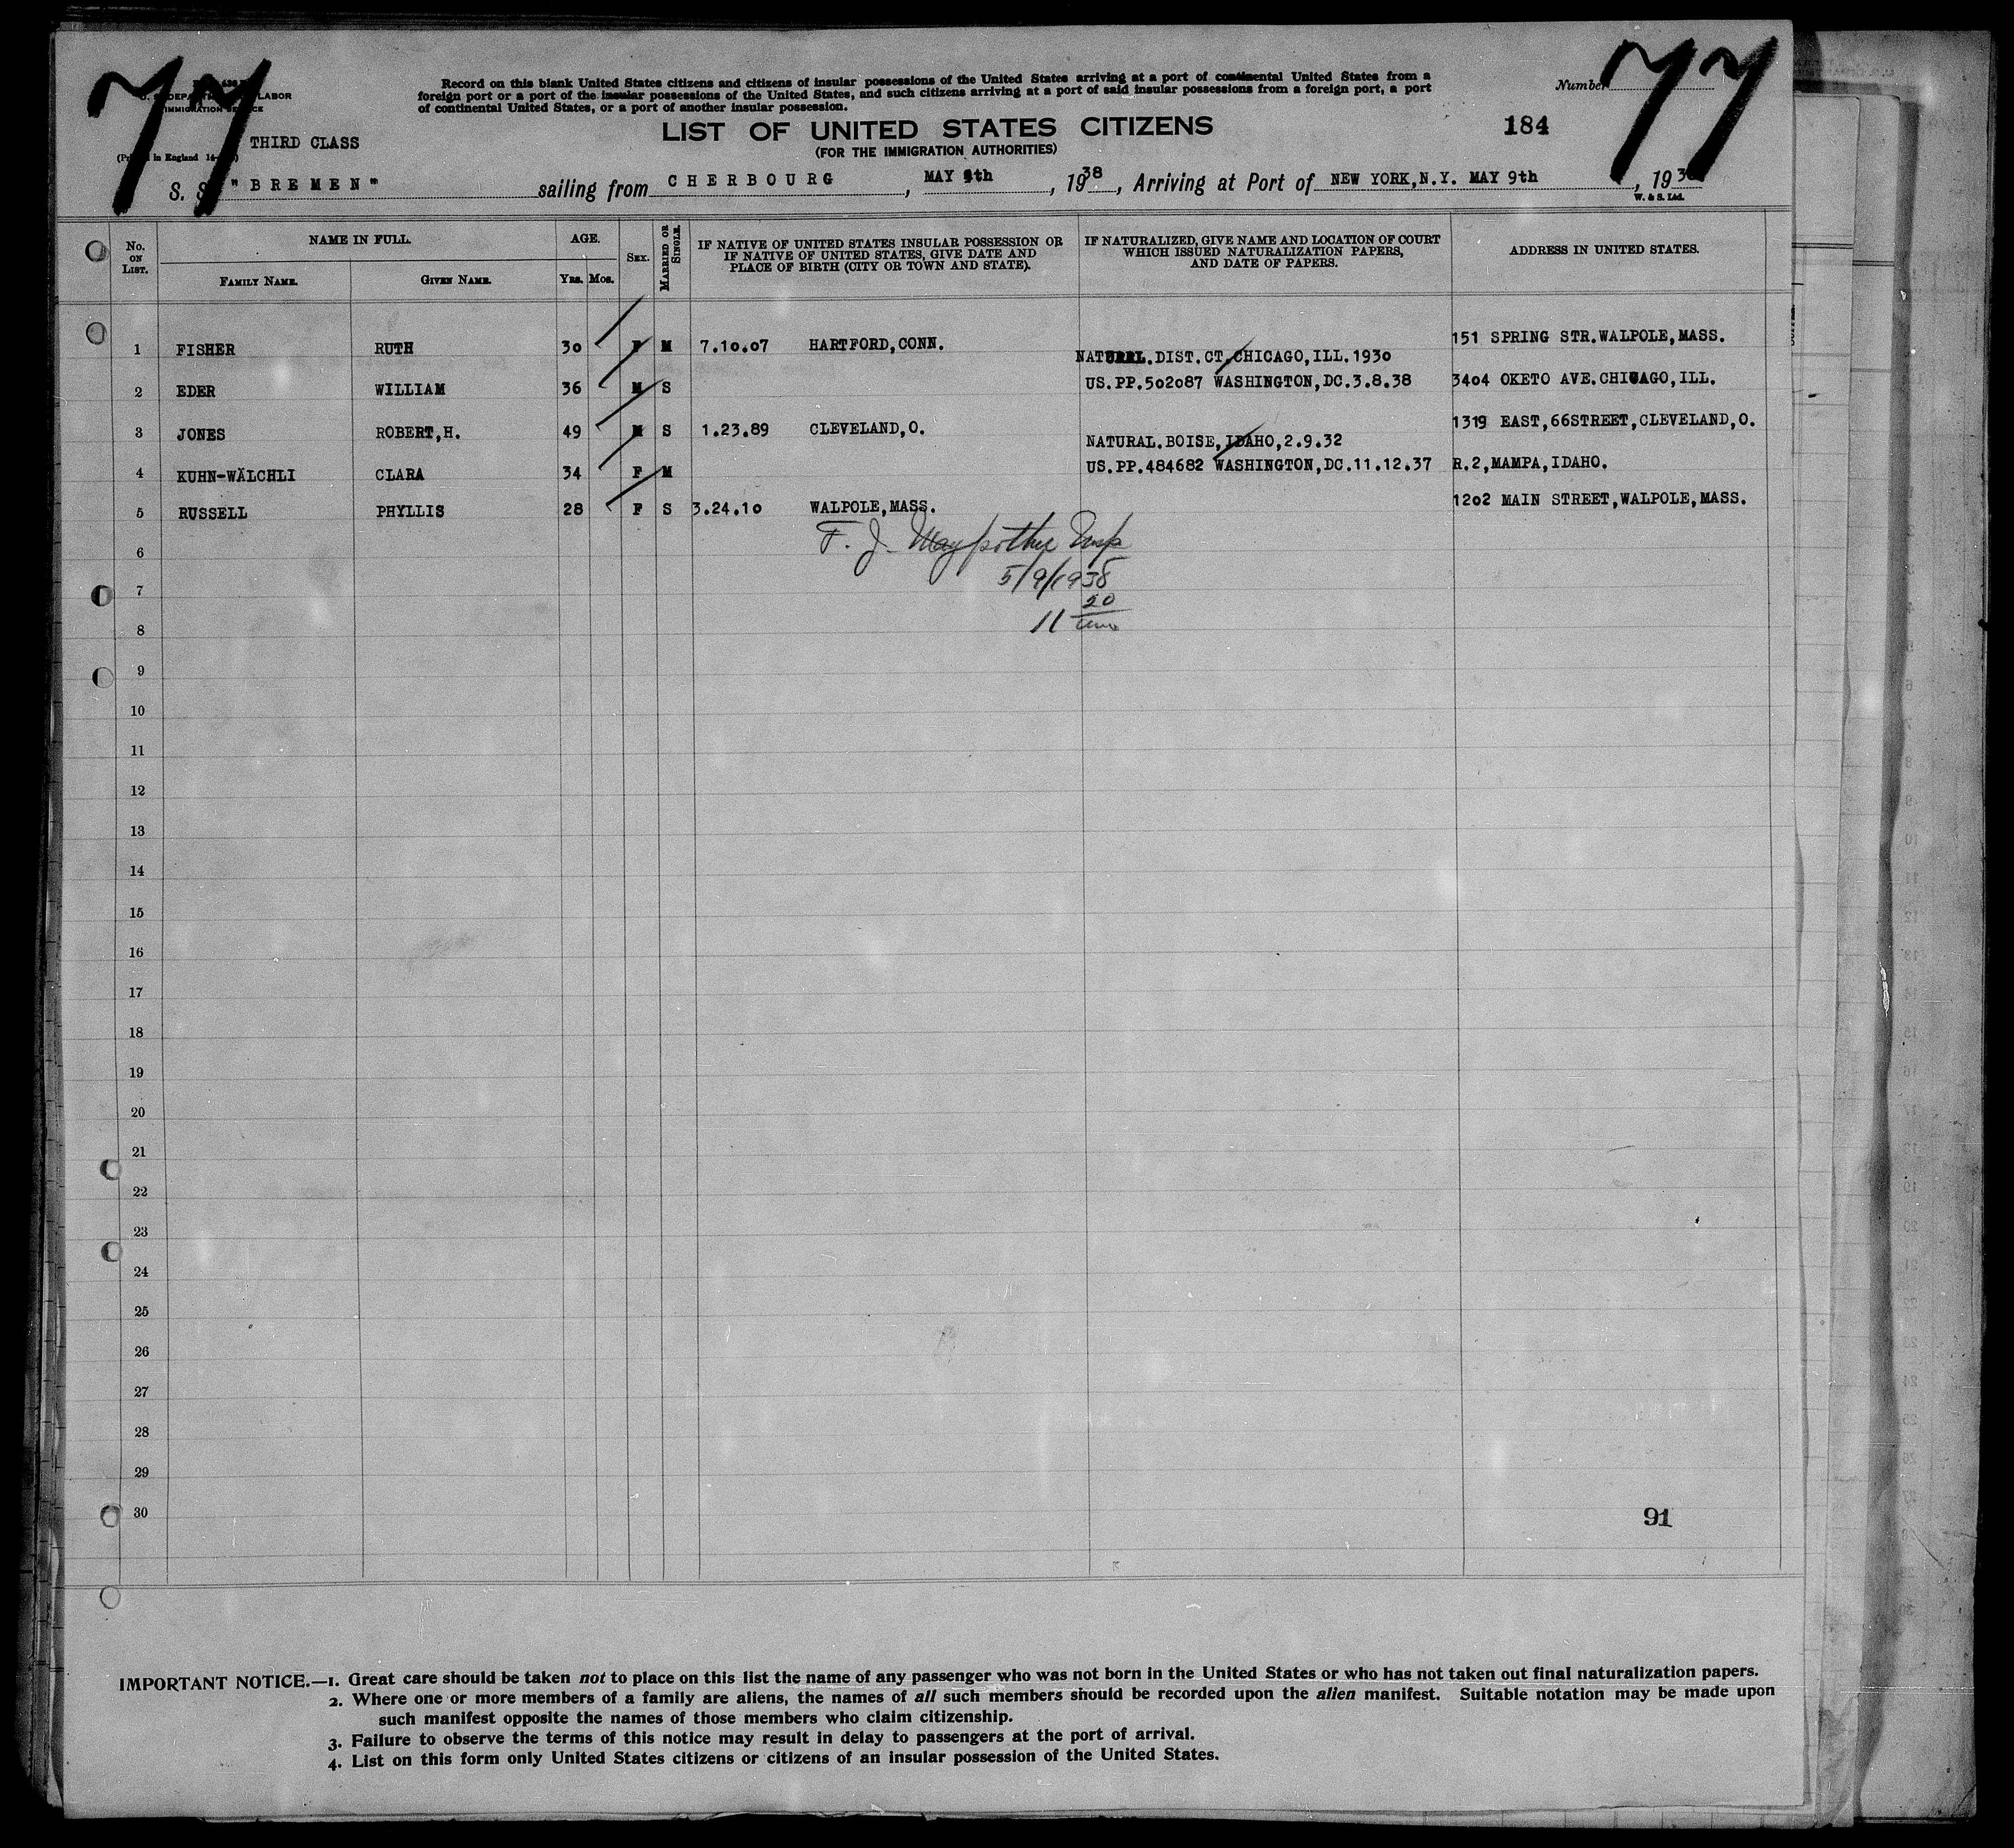 77
LABOR
THIRD CLASS
Record on this blank United States citizens and citizens of insular possessions of the United States arriving at a port of continental United States from a
foreign port or a port of the insular possessions of the United States, and such citizens arriving at a port of said insular possessions from a foreign port, a port
of continental United States, or a port of another insular possession.
LIST OF UNITED STATES CITIZENS
(FOR THE IMMIGRATION AUTHORITIES)
Number
77
184
in England
S. S. "BREMEN" sailing from CHERBOURG, MAY th, 1938, Arriving at Port of NEW YORK,N.Y. MAY 9th, 193
W. & S. Ltd.
No. ON LIST. NAME IN FULL. AGE. SEX. MARRIED OR SINGLE. IF NATIVE OF UNITED STATES INSULAR POSSESSION OR IF NATIVE OF UNITED STATES, GIVE DATE AND PLACE OF BIRTH (CITY OR TOWN AND STATE). IF NATURALIZED, GIVE NAME AND LOCATION OF COURT WHICH ISSUED NATURALIZATION PAPERS, AND DATE OF PAPERS. ADDRESS IN UNITED STATES.
FAMILY NAME. GIVEN NAME. YRS. MOS.
1 FISHER RUTH 30 F M 7.10.07 HARTFORD,CONN. 151 SPRING STR.WALPOLE,MASS.
NATURAL.DIST.CT.CHICAGO,ILL.1930
2 EDER WILLIAM 36 M S US.PP.502087 WASHINGTON,DC.3.8.38 3404 OKETO AVE.CHICAGO,ILL.
3 JONES ROBERT,H. 49 M S 1.23.89 CLEVELAND,O. 1319 EAST,66STREET,CLEVELAND,O.
NATURAL.BOISE,IDAHO,2.9.32
4 KUHN-WÄLCHLI CLARA 34 F M US.PP.484682 WASHINGTON,DC.11.12.37 R.2,MAMPA,IDAHO.
5 RUSSELL PHYLLIS 28 F S 3.24.10 WALPOLE,MASS. 1202 MAIN STREET,WALPOLE,MASS.
F. J. Insp
6
5/9/1938
7
11 20
8
9
10
11
12
13
14
15
16
17
18
19
20
21
22
23
24
25
26
27
28
29
30
91
IMPORTANT NOTICE.—1. Great care should be taken not to place on this list the name of any passenger who was not born in the United States or who has not taken out final naturalization papers.
2. Where one or more members of a family are aliens, the names of all such members should be recorded upon the alien manifest. Suitable notation may be made upon
such manifest opposite the names of those members who claim citizenship.
3. Failure to observe the terms of this notice may result in delay to passengers at the port of arrival.
4. List on this form only United States citizens or citizens of an insular possession of the United States.